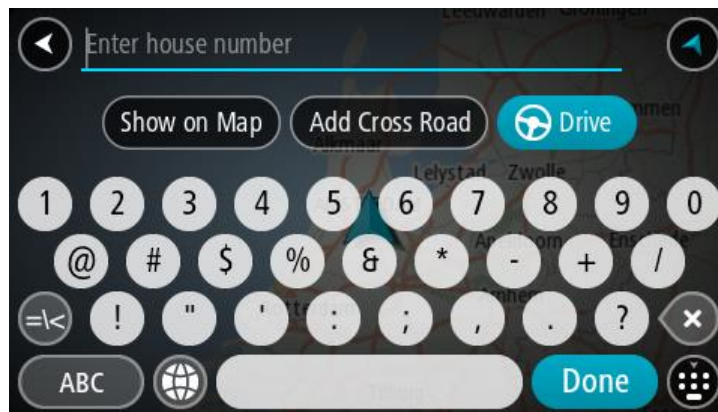 Leeuwarden Groningen
Enter house number
Show on Map Add Cross Road Drive
Alkmaar
Lelystad Zwolle
1 2 3 4 5 6 7 8 9 0
@ # $ % & * - + /
=\< ! " ' : ; , . ?
ABC Done